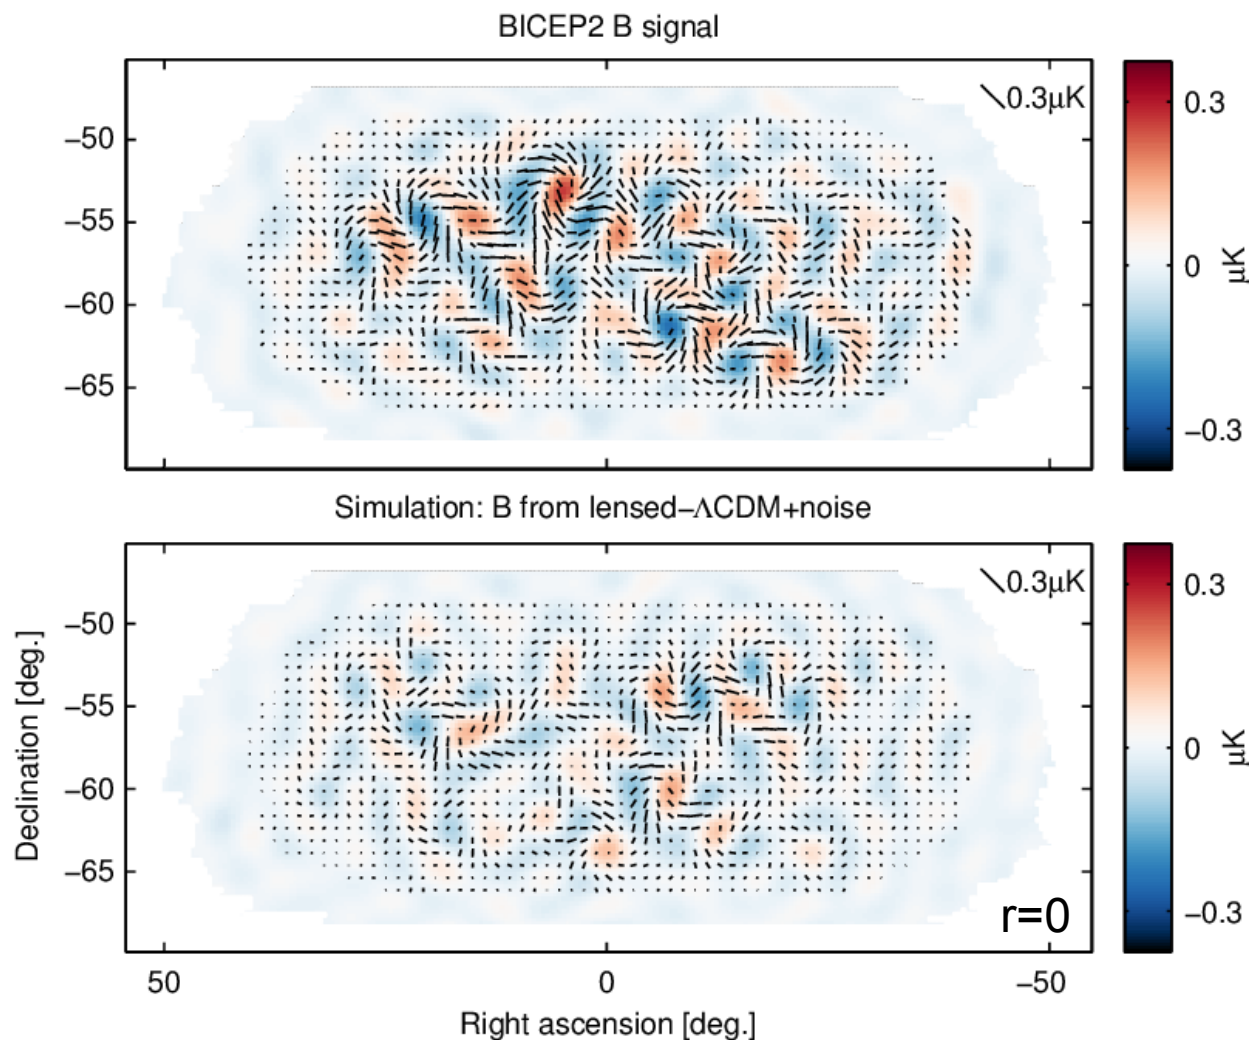 BICEP2 B signal
0.3μK
−50
−55
−60
−65
0.3
0
−0.3
μK
Simulation: B from lensed−ΛCDM+noise
0.3μK
−50
−55
−60
−65
Declination [deg.]
r=0
0.3
0
−0.3
μK
50 0 −50
Right ascension [deg.]